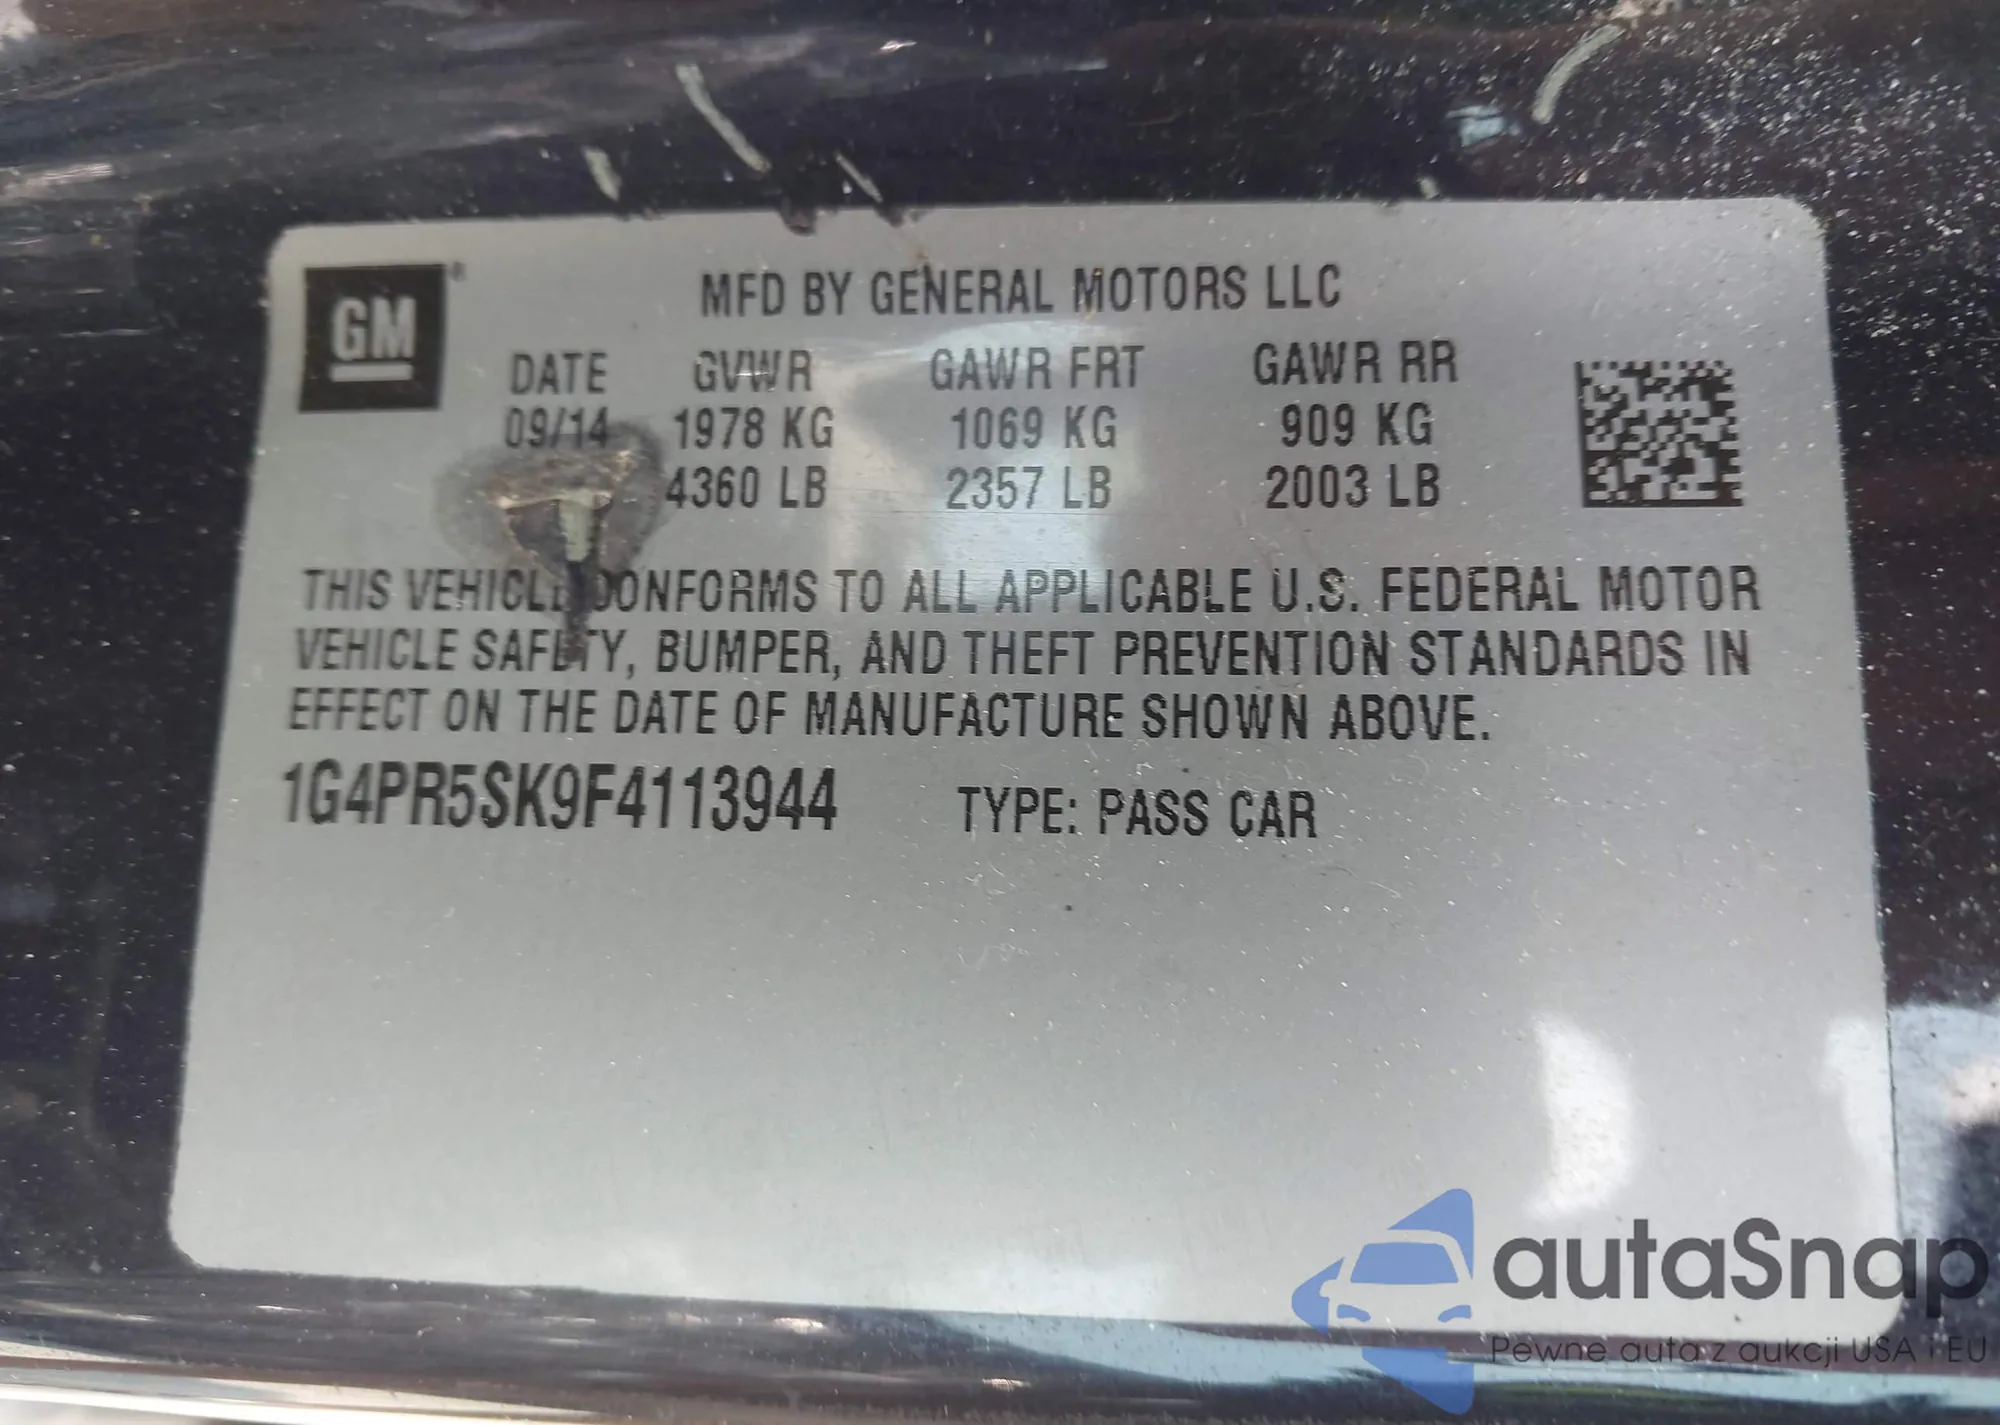 GM
MFD BY GENERAL MOTORS LLC
DATE GVWR GAWR FRT GAWR RR
09/14 1978 KG 1069 KG 909 KG
4360 LB 2357 LB 2003 LB
THIS VEHICLE CONFORMS TO ALL APPLICABLE U.S. FEDERAL MOTOR
VEHICLE SAFETY, BUMPER, AND THEFT PREVENTION STANDARDS IN
EFFECT ON THE DATE OF MANUFACTURE SHOWN ABOVE.
1G4PR5SK9F4113944 TYPE: PASS CAR
autaSnap
Pewne auta z aukcji USA i EU